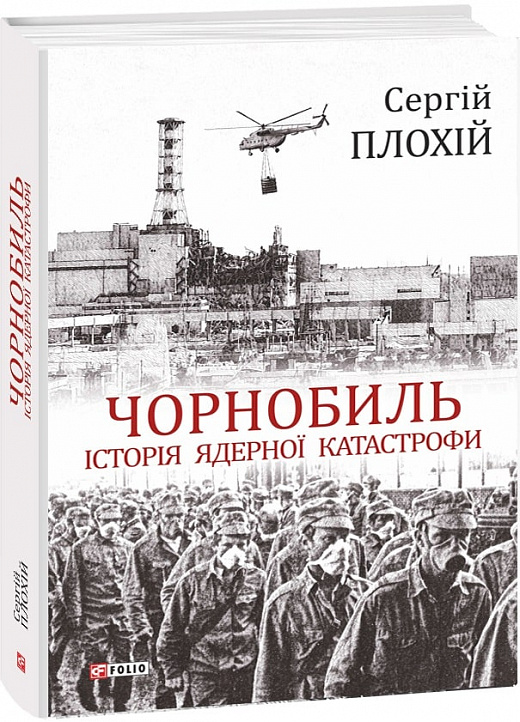 Сергій
ПЛОХІЙ
ЧОРНОБИЛЬ
ІСТОРІЯ ЯДЕРНОЇ КАТАСТРОФИ
FOLIO
ЧОРНОБИЛЬ
ІСТОРІЯ ЯДЕРНОЇ КАТАСТРОФИ
Сергій
ПЛОХІЙ